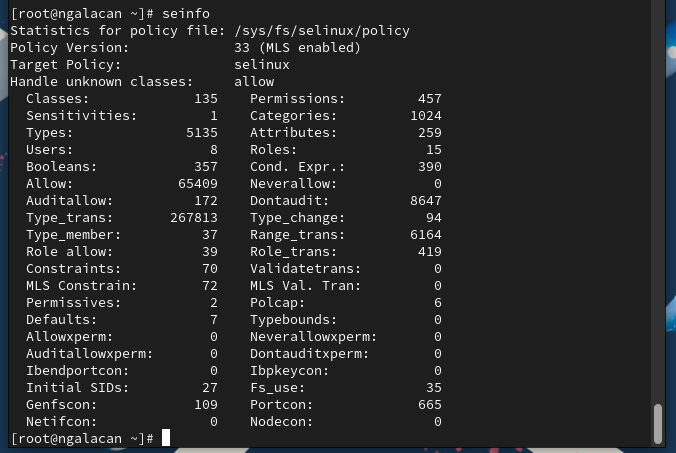 [root@ngalacan ~]# seinfo
Statistics for policy file: /sys/fs/selinux/policy
Policy Version:             33 (MLS enabled)
Target Policy:              selinux
Handle unknown classes:     allow
  Classes:             135    Permissions:         457
  Sensitivities:         1    Categories:         1024
  Types:              5135    Attributes:          259
  Users:                 8    Roles:                15
  Booleans:            357    Cond. Expr.:         390
  Allow:             65409    Neverallow:            0
  Auditallow:          172    Dontaudit:          8647
  Type_trans:       267813    Type_change:          94
  Type_member:          37    Range_trans:        6164
  Role allow:           39    Role_trans:          419
  Constraints:          70    Validatetrans:         0
  MLS Constrain:        72    MLS Val. Tran:         0
  Permissives:           2    Polcap:                6
  Defaults:              7    Typebounds:            0
  Allowxperm:            0    Neverallowxperm:       0
  Auditallowxperm:       0    Dontauditxperm:        0
  Ibendportcon:          0    Ibpkeycon:             0
  Initial SIDs:         27    Fs_use:               35
  Genfscon:            109    Portcon:             665
  Netifcon:              0    Nodecon:               0
[root@ngalacan ~]#